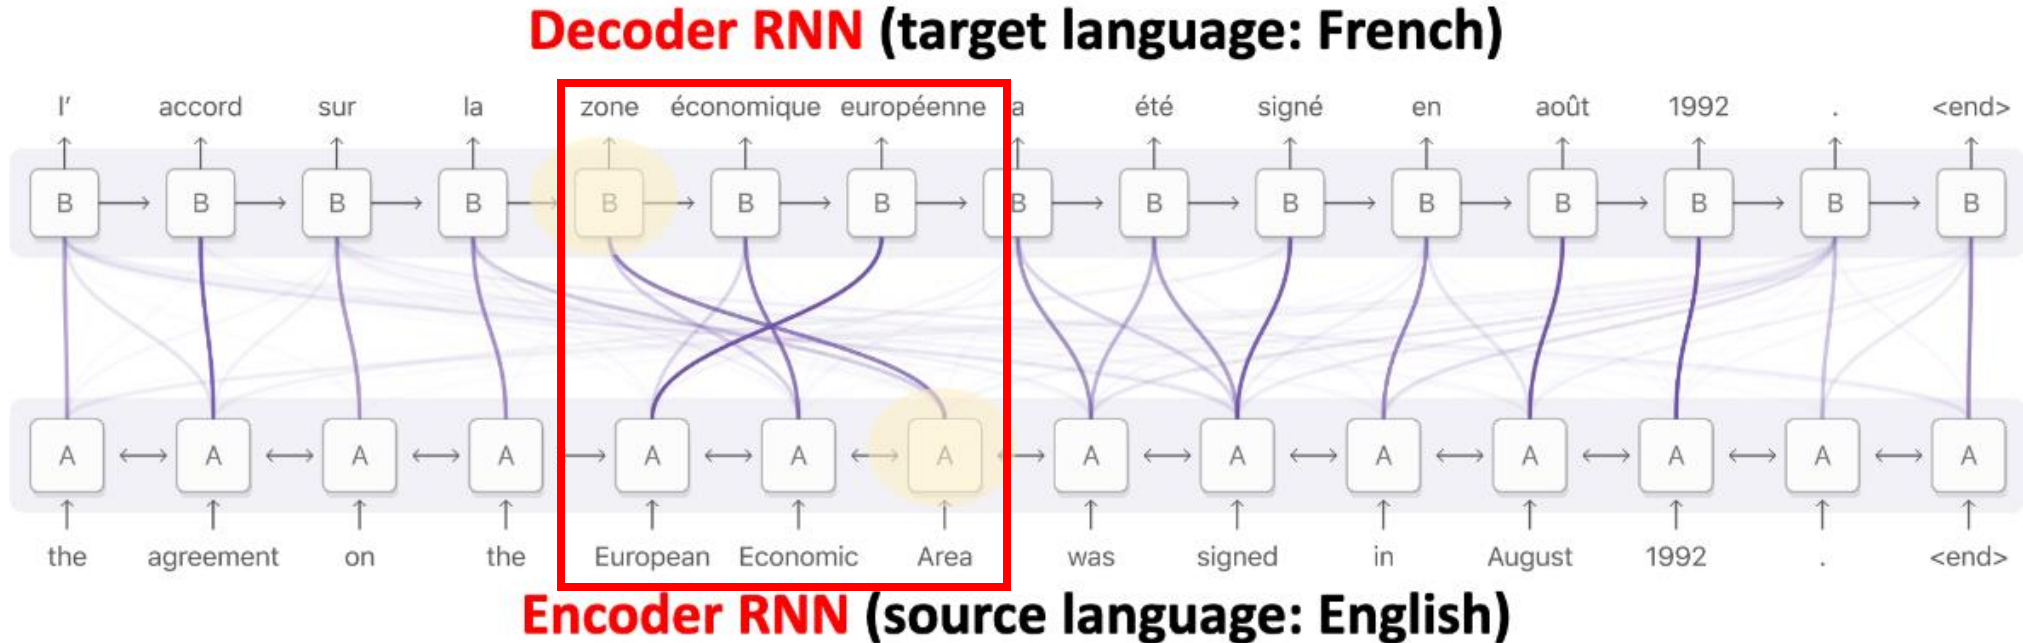 Decoder RNN (target language: French)
l' accord sur la zone économique européenne a été signé en août 1992 . <end>
B B B B B B B B B B B B B B B
A A A A A A A A A A A A A A
the agreement on the European Economic Area was signed in August 1992 . <end>
Encoder RNN (source language: English)